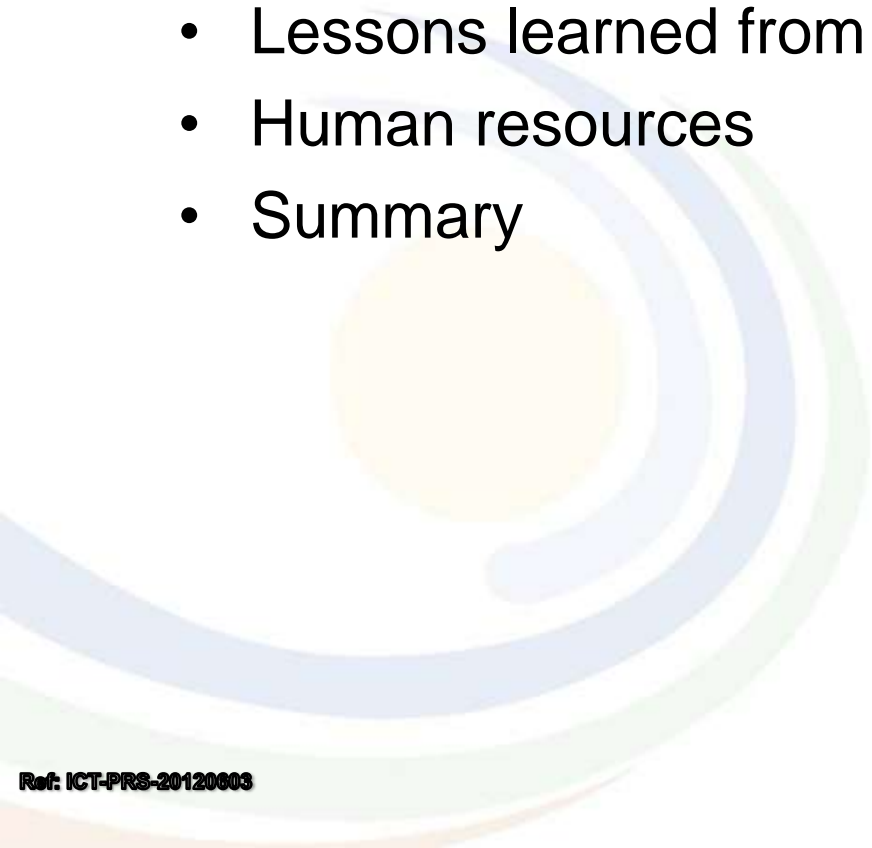 • Lessons learned from
• Human resources
• Summary
Ref: ICT-PRS-20120603